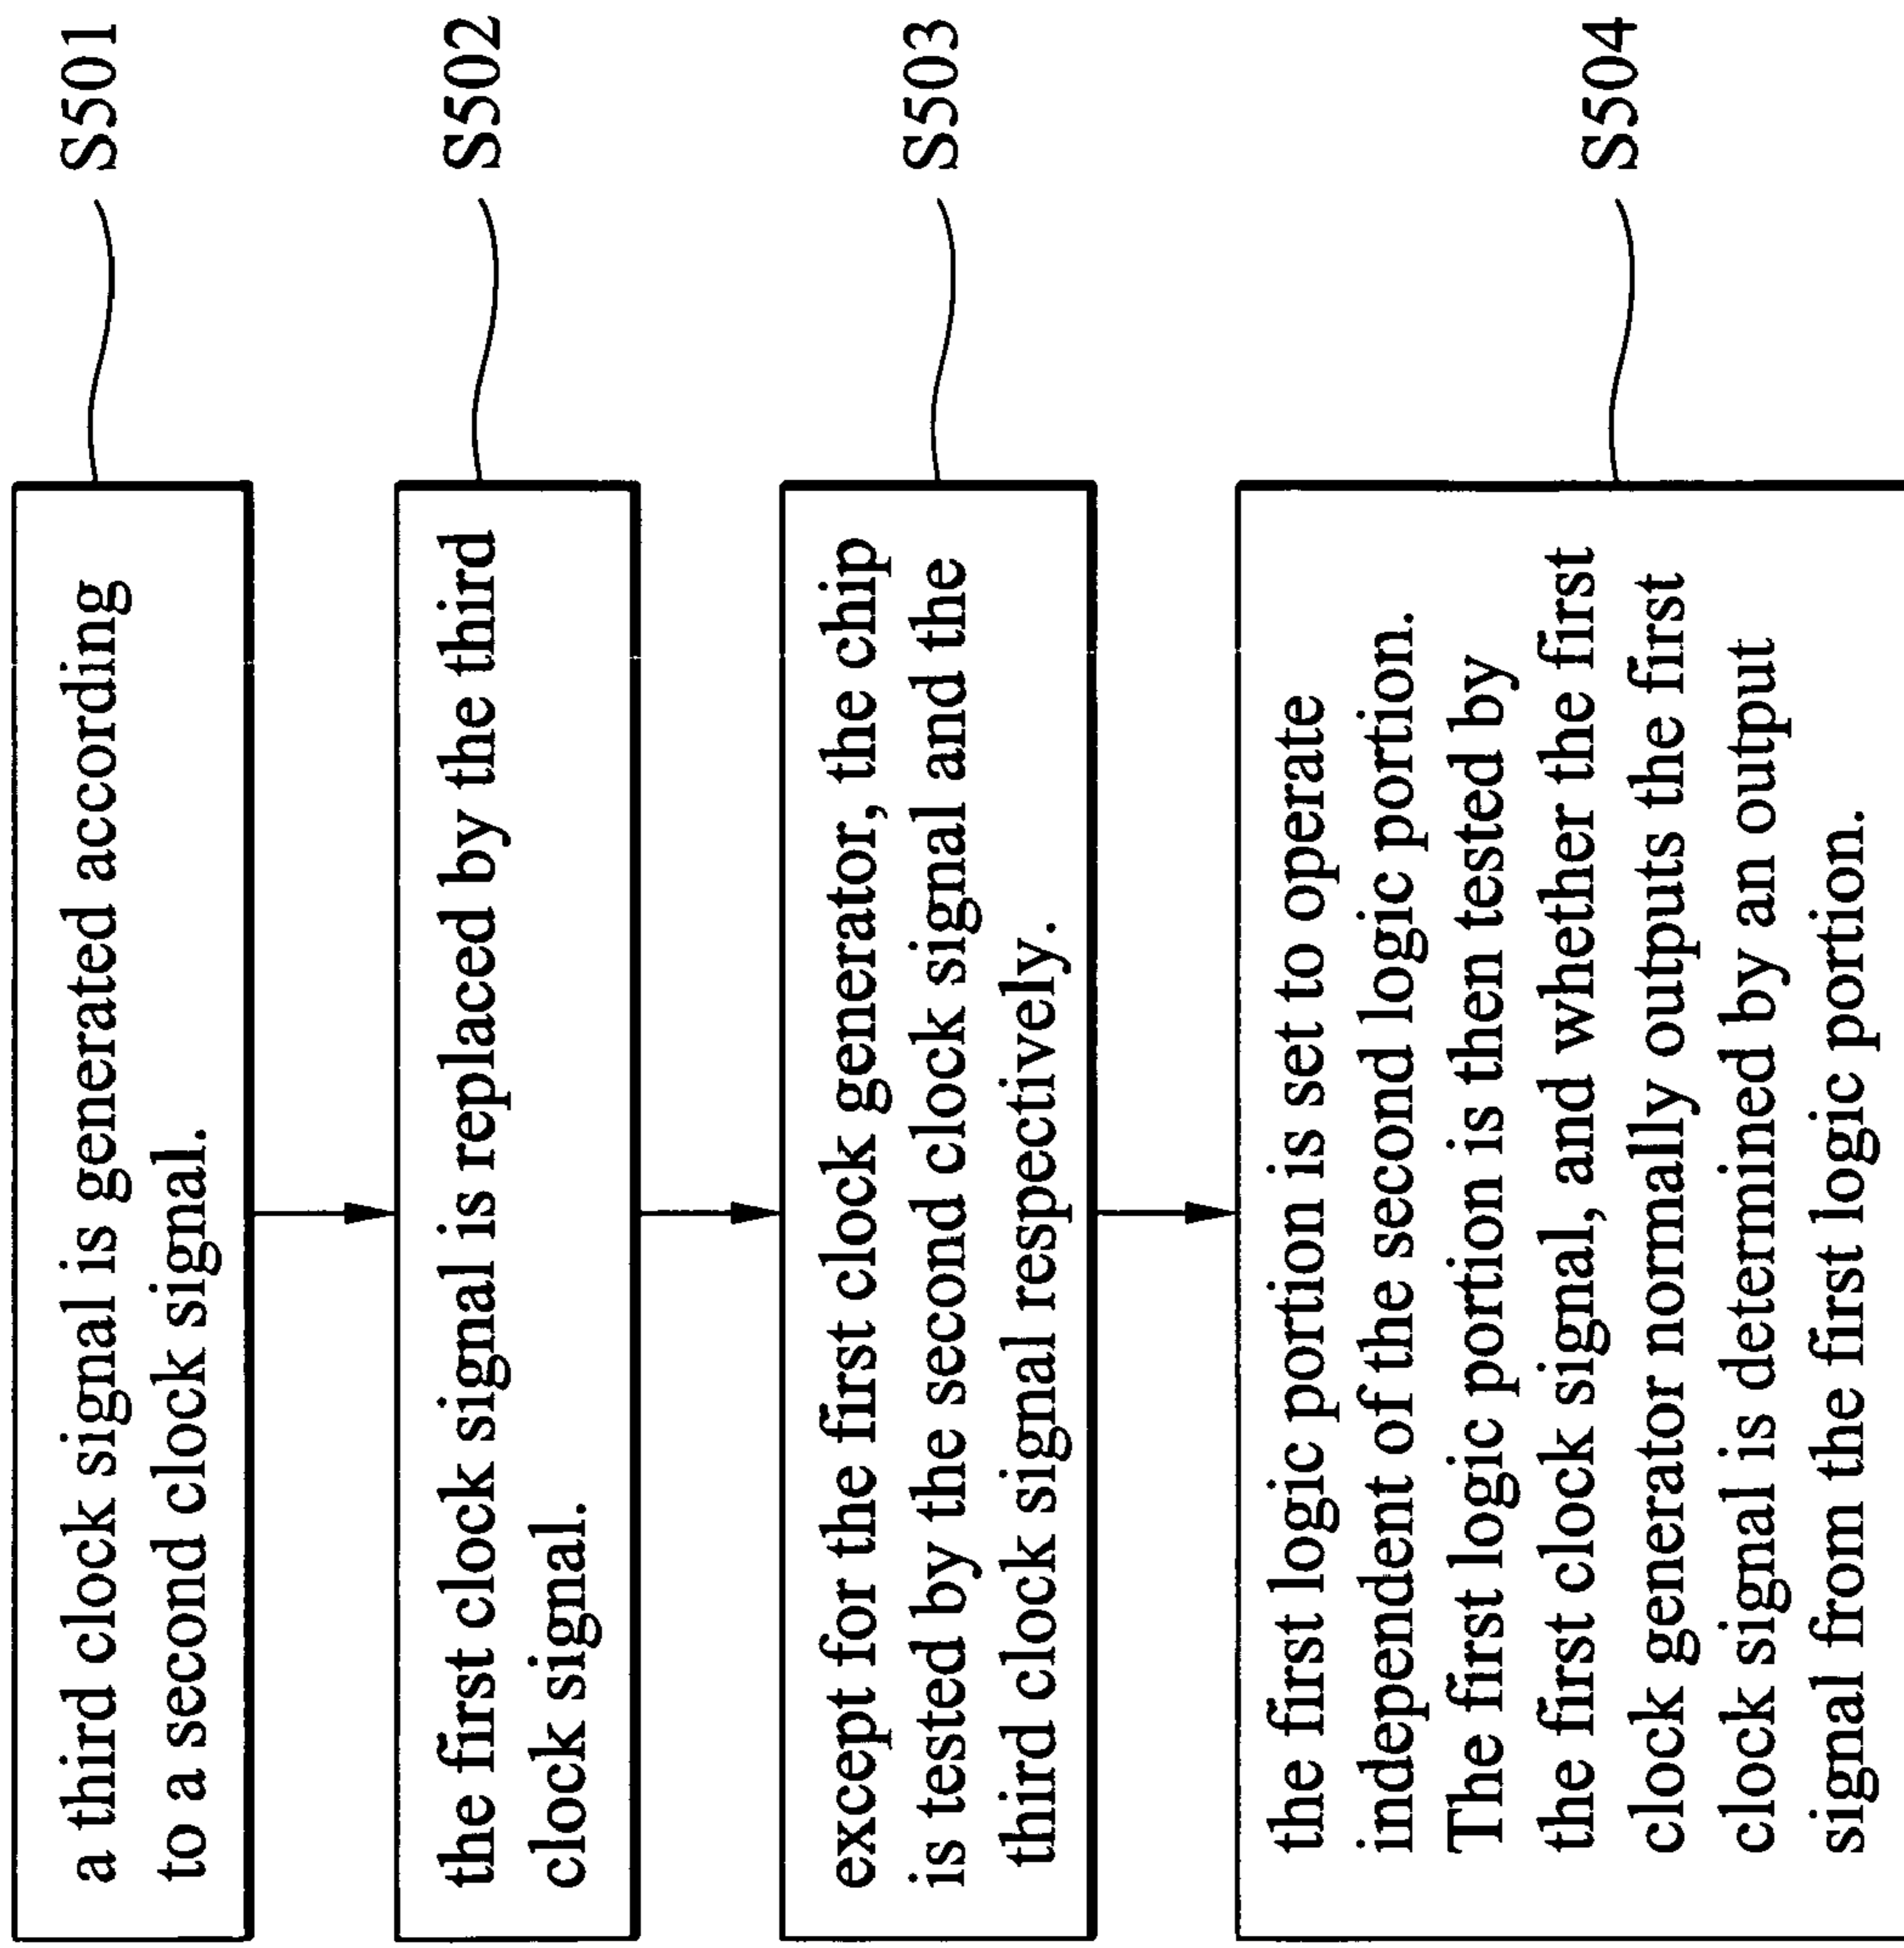 a third clock signal is generated according
to a second clock signal.
S501
the first clock signal is replaced by the third
clock signal.
S502
except for the first clock generator, the chip
is tested by the second clock signal and the
third clock signal respectively.
S503
the first logic portion is set to operate
independent of the second logic portion.
The first logic portion is then tested by
the first clock signal, and whether the first
clock generator normally outputs the first
clock signal is determined by an output
signal from the first logic portion.
S504